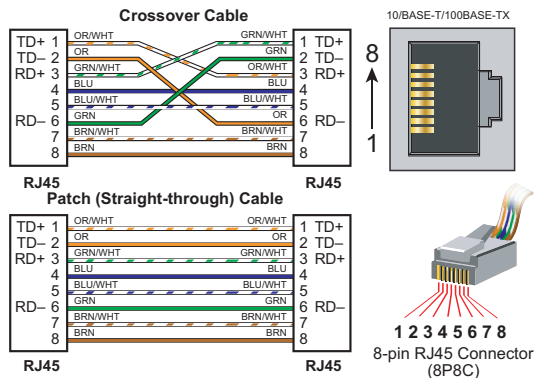 Crossover Cable
TD+ 1 OR/WHT GRN/WHT 1 TD+
TD– 2 OR GRN 2 TD–
RD+ 3 GRN/WHT OR/WHT 3 RD+
4 BLU BLU 4
5 BLU/WHT BLU/WHT 5
RD– 6 GRN OR 6 RD–
7 BRN/WHT BRN/WHT 7
8 BRN BRN 8
RJ45 RJ45
Patch (Straight-through) Cable
TD+ 1 OR/WHT OR/WHT 1 TD+
TD– 2 OR OR 2 TD–
RD+ 3 GRN/WHT GRN/WHT 3 RD+
4 BLU BLU 4
5 BLU/WHT BLU/WHT 5
RD– 6 GRN GRN 6 RD–
7 BRN/WHT BRN/WHT 7
8 BRN BRN 8
RJ45 RJ45
10/BASE-T/100BASE-TX
8
1
1 2 3 4 5 6 7 8
8-pin RJ45 Connector
(8P8C)